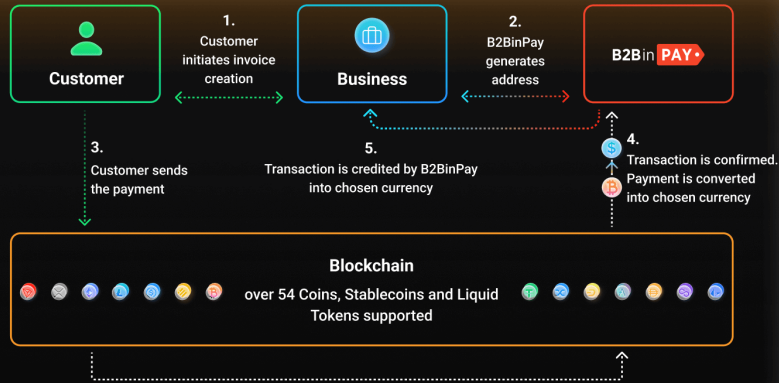 1.
Customer
initiates invoice
creation
2.
B2BinPay
generates
address
Customer
Business
B2BinPAY
3.
Customer sends
the payment
5.
Transaction is credited by B2BinPay
into chosen currency
4.
Transaction is confirmed.
Payment is converted
into chosen currency
Blockchain
over 54 Coins, Stablecoins and Liquid
Tokens supported